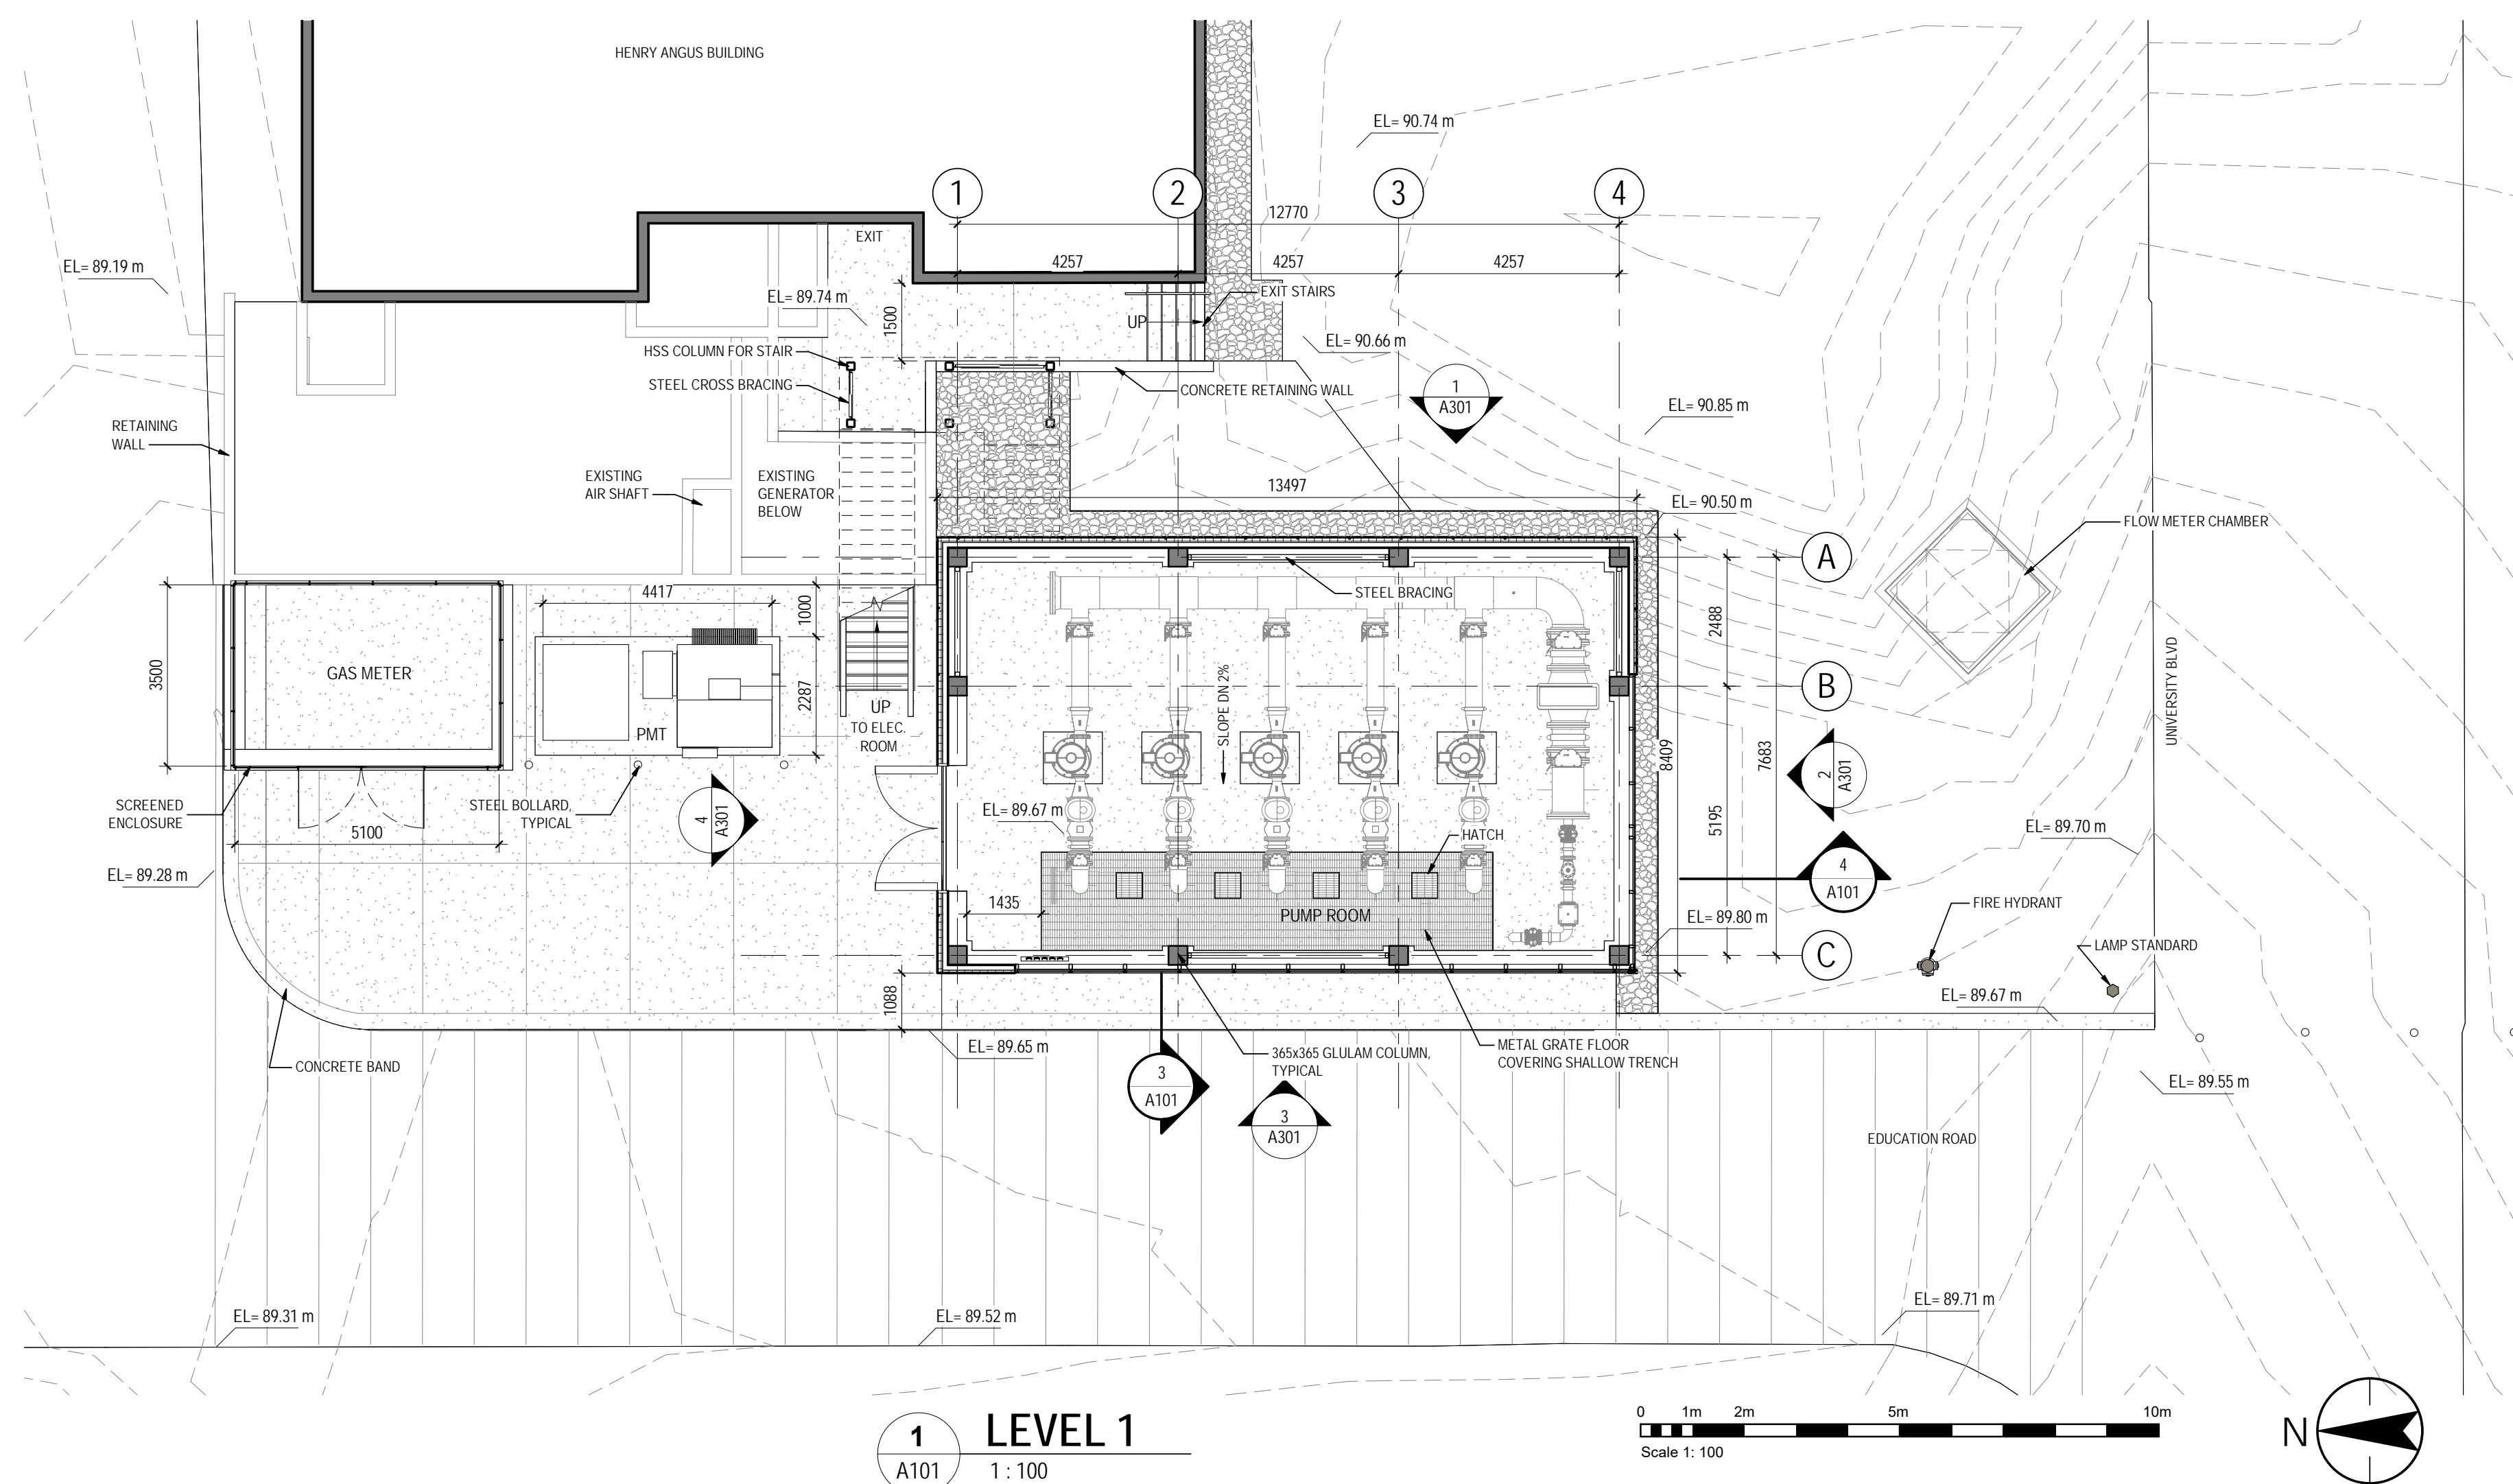 HENRY ANGUS BUILDING
EL= 90.74 m
1
2
3
4
12770
EXIT
4257
4257
4257
EL= 89.19 m
EL= 89.74 m
EXIT STAIRS
1500
UP
EL= 90.66 m
HSS COLUMN FOR STAIR
STEEL CROSS BRACING
CONCRETE RETAINING WALL
1
A301
EL= 90.85 m
RETAINING
WALL
EXISTING
AIR SHAFT
EXISTING
GENERATOR
BELOW
13497
EL= 90.50 m
FLOW METER CHAMBER
A
4417
1000
STEEL BRACING
2488
3500
GAS METER
SLOPE DN 2%
B
UNIVERSITY BLVD
2287
PMT
UP
TO ELEC.
ROOM
8409
7683
2
A301
SCREENED
ENCLOSURE
STEEL BOLLARD,
TYPICAL
4
A301
EL= 89.67 m
HATCH
5195
EL= 89.70 m
5100
EL= 89.28 m
4
A101
1435
PUMP ROOM
EL= 89.80 m
FIRE HYDRANT
C
LAMP STANDARD
1088
EL= 89.67 m
CONCRETE BAND
EL= 89.65 m
365x365 GLULAM COLUMN,
TYPICAL
METAL GRATE FLOOR
COVERING SHALLOW TRENCH
3
A101
EL= 89.55 m
3
A301
EDUCATION ROAD
EL= 89.31 m
EL= 89.52 m
EL= 89.71 m
1
A101
LEVEL 1
1 : 100
0 1m 2m 5m 10m
Scale 1: 100
N